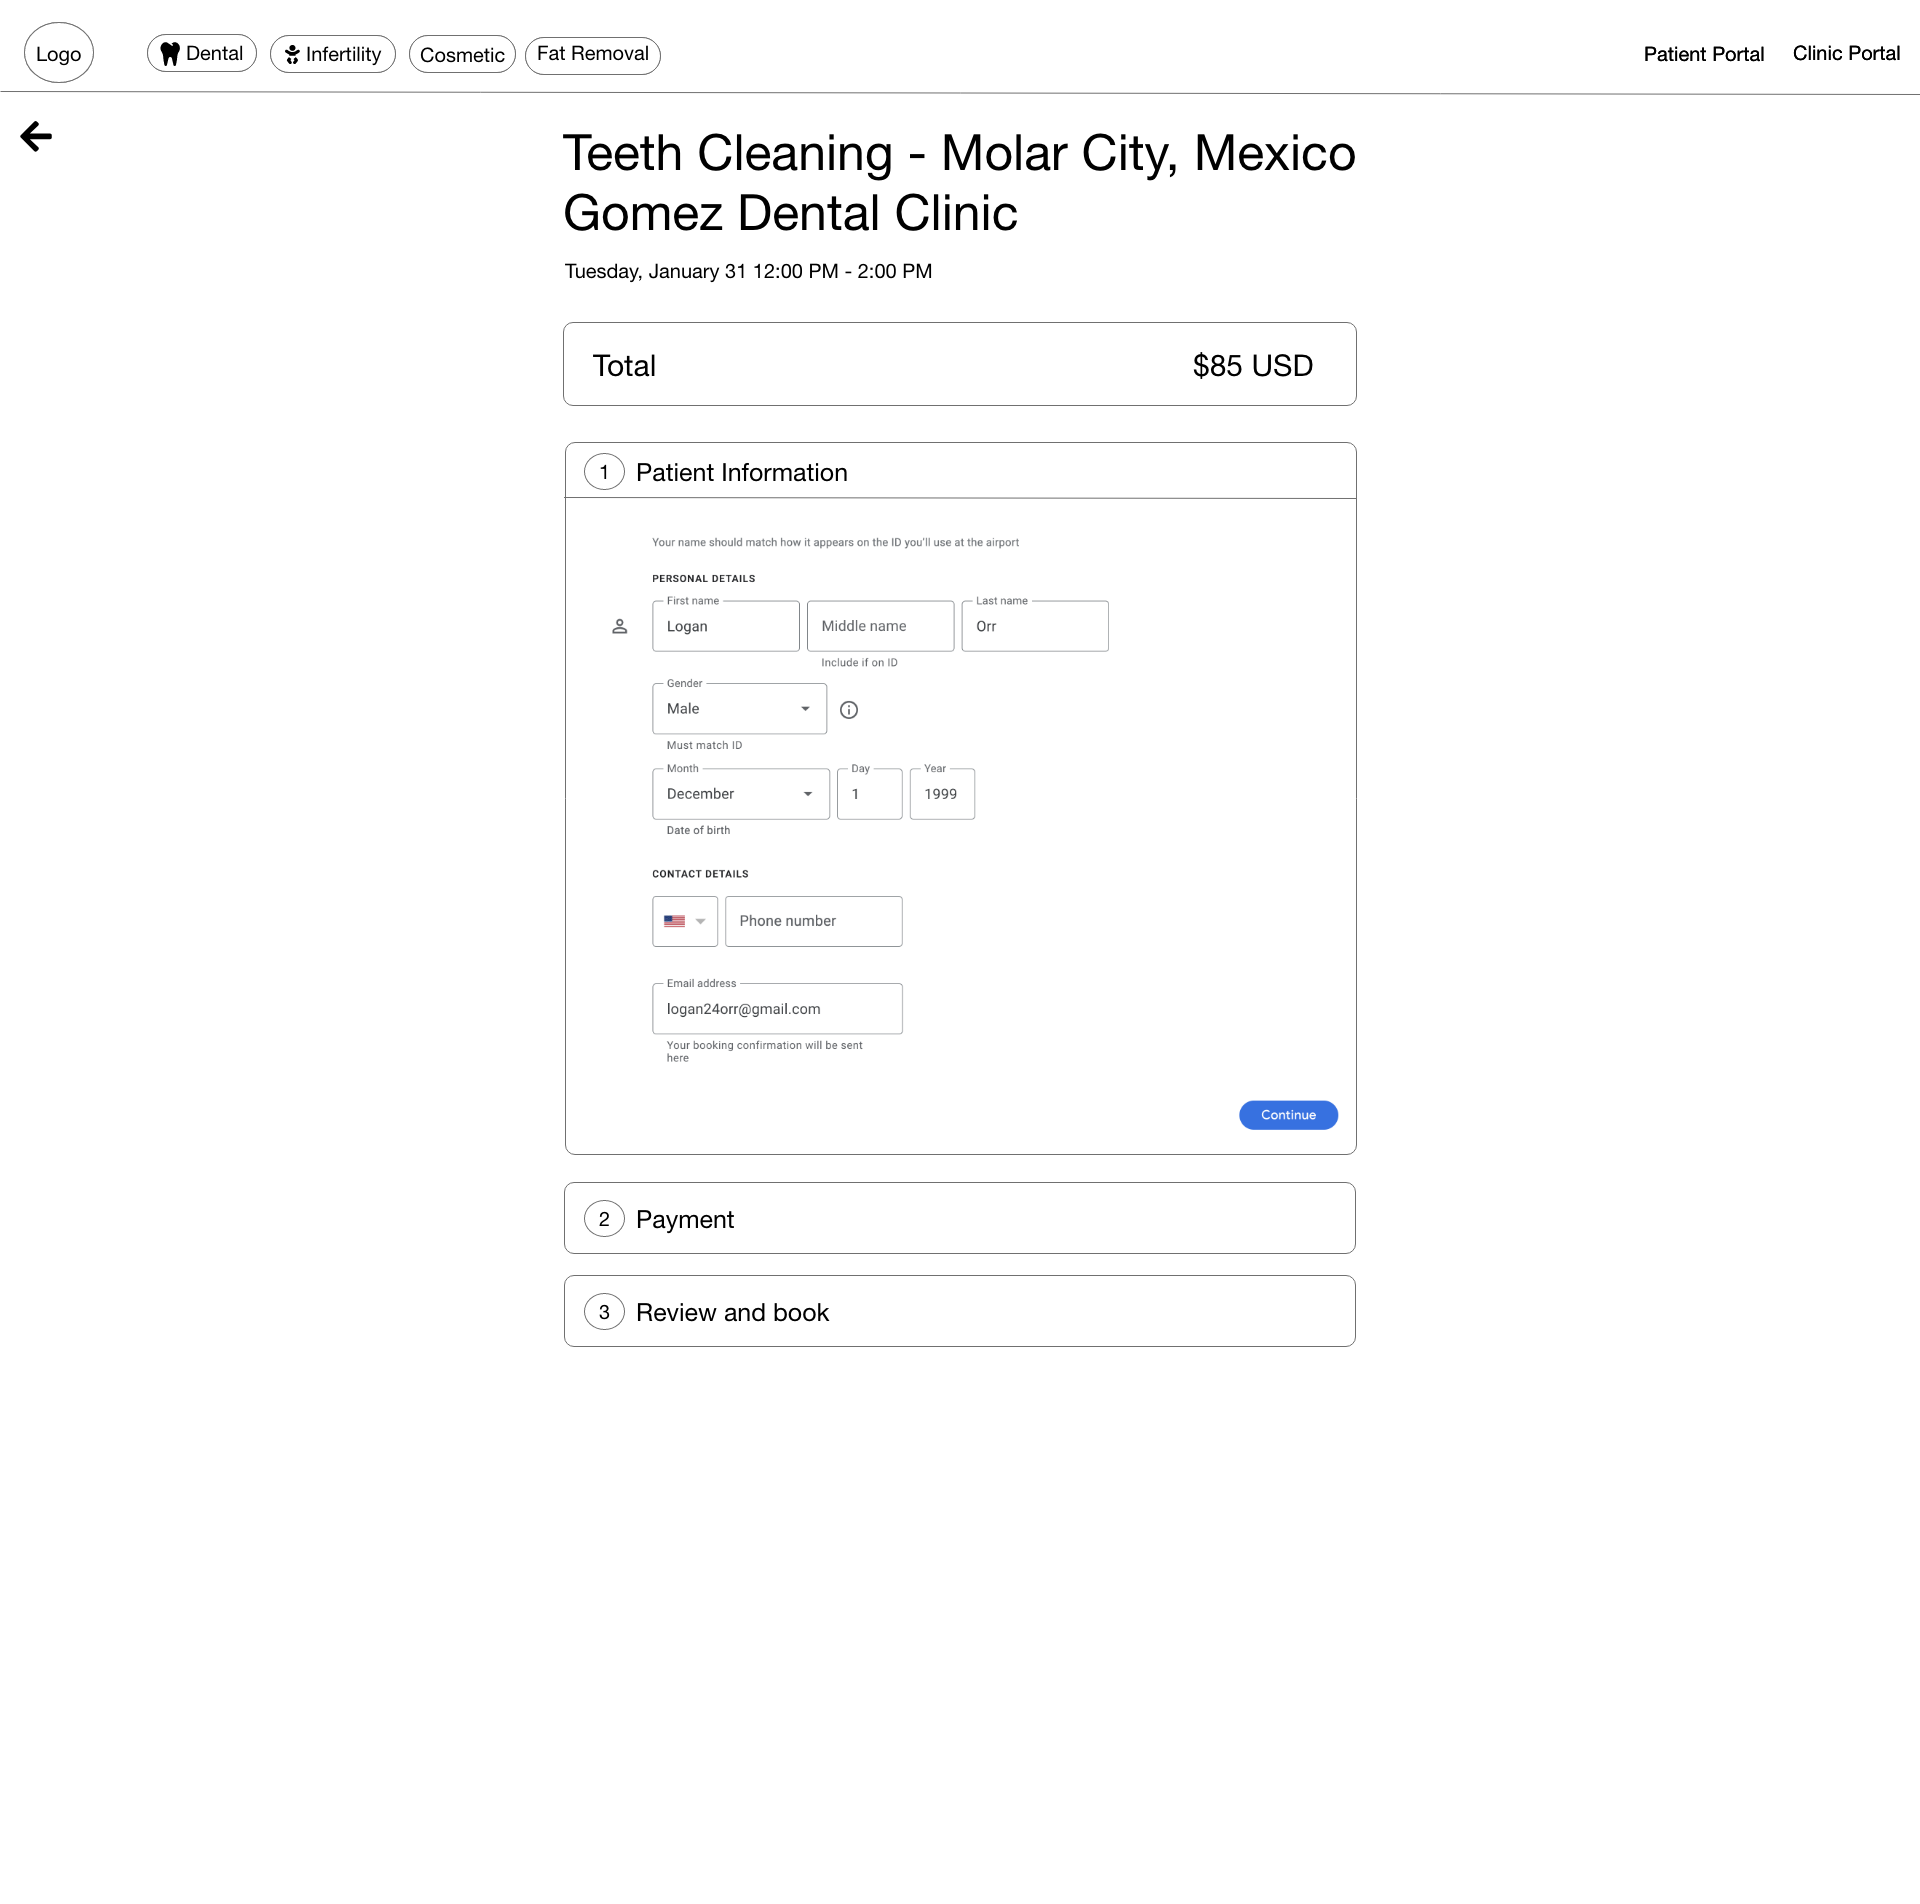 Logo
Dental
Infertility
Cosmetic
Fat Removal
Patient Portal
Clinic Portal
Teeth Cleaning - Molar City, Mexico
Gomez Dental Clinic
Tuesday, January 31 12:00 PM - 2:00 PM
Total $85 USD
1 Patient Information
Your name should match how it appears on the ID you'll use at the airport
PERSONAL DETAILS
First name
Last name
Logan
Middle name
Orr
Include if on ID
Gender
Male
Must match ID
Month
Day
Year
December
1
1999
Date of birth
CONTACT DETAILS
Phone number
Email address
logan24orr@gmail.com
Your booking confirmation will be sent
here
Continue
2 Payment
3 Review and book